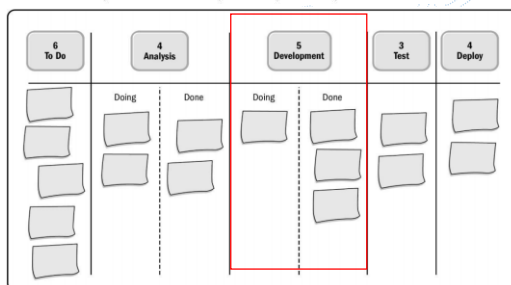 6
To Do
4
Analysis
5
Development
3
Test
4
Deploy
Doing
Done
Doing
Done